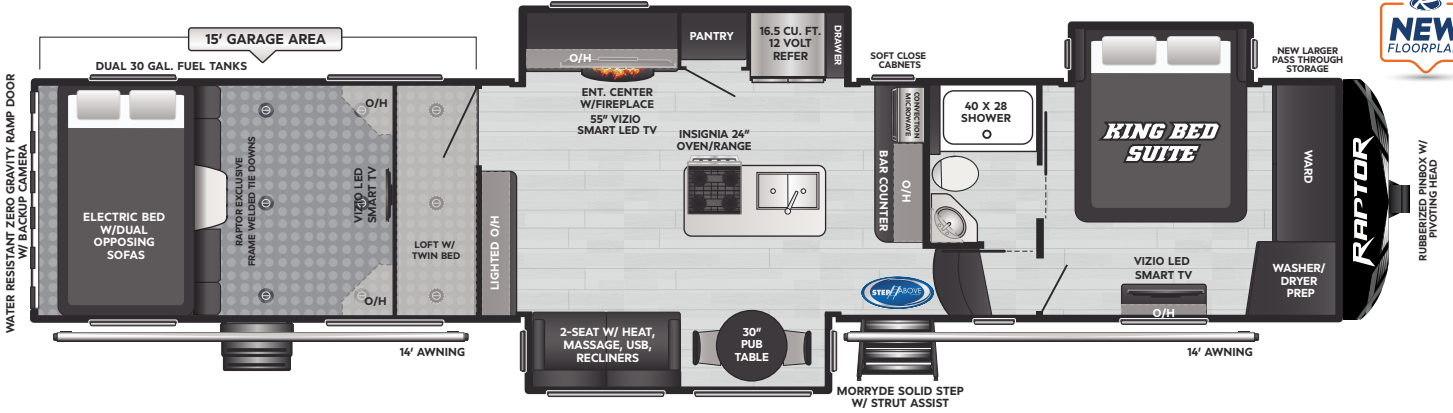 WATER RESISTANT ZERO GRAVITY RAMP DOOR
W/ BACKUP CAMERA
15' GARAGE AREA
DUAL 30 GAL. FUEL TANKS
ELECTRIC BED
W/DUAL
OPPOSING
SOFAS
RAPTOR EXCLUSIVE
FRAME WELDED TIE DOWNS
VIZIO LED
SMART TV
O/H
O/H
LOFT W/
TWIN BED
14' AWNING
LIGHTED O/H
O/H
ENT. CENTER
W/FIREPLACE
55" VIZIO
SMART LED TV
PANTRY
16.5 CU. FT.
12 VOLT
REFER
DRAWER
INSIGNIA 24"
OVEN/RANGE
2-SEAT W/ HEAT,
MASSAGE, USB,
RECLINERS
30"
PUB
TABLE
SOFT CLOSE
CABNETS
CONVECTION
MICROWAVE
BAR COUNTER
O/H
STEP ABOVE
MORRYDE SOLID STEP
W/ STRUT ASSIST
40 X 28
SHOWER
KING BED
SUITE
VIZIO LED
SMART TV
O/H
14' AWNING
NEW LARGER
PASS THROUGH
STORAGE
WARD
WASHER/
DRYER
PREP
RAPTOR
RUBBERIZED PINBOX W/
PIVOTING HEAD
NEW
FLOORPLAN